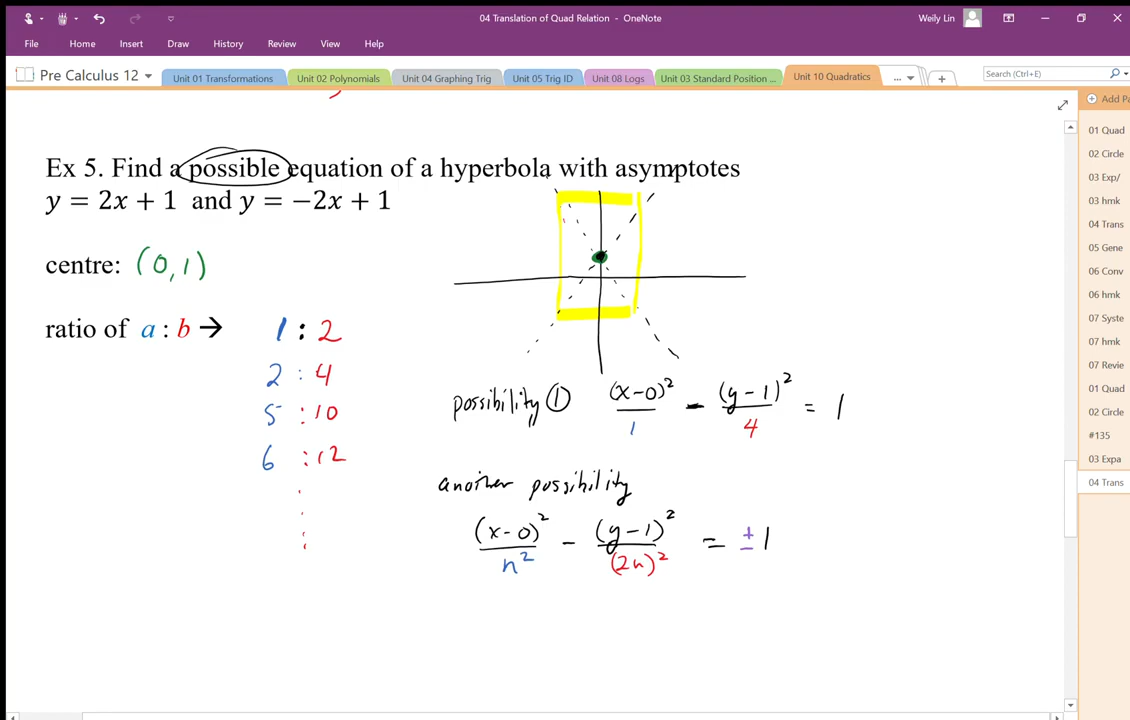 04 Translation of Quad Relation - OneNote
Weily Lin
File Home Insert Draw History Review View Help
Pre Calculus 12
Unit 01 Transformations
Unit 02 Polynomials
Unit 04 Graphing Trig
Unit 05 Trig ID
Unit 08 Logs
Unit 03 Standard Position ...
Unit 10 Quadratics
...
Search (Ctrl+E)
Ex 5. Find a possible equation of a hyperbola with asymptotes
y = 2x + 1 and y = −2x + 1
centre: (0,1)
ratio of a : b → 1 : 2
2 : 4
5 : 10
6 : 12
possibility ① (x-0)²/1 - (y-1)²/4 = 1
another possibility
(x-0)²/n² - (y-1)²/(2n)² = ±1
Add Pa
01 Quad
02 Circle
03 Exp/
03 hmk
04 Trans
05 Gene
06 Conv
06 hmk
07 Syste
07 hmk
07 Revie
01 Quad
02 Circle
#135
03 Expa
04 Trans